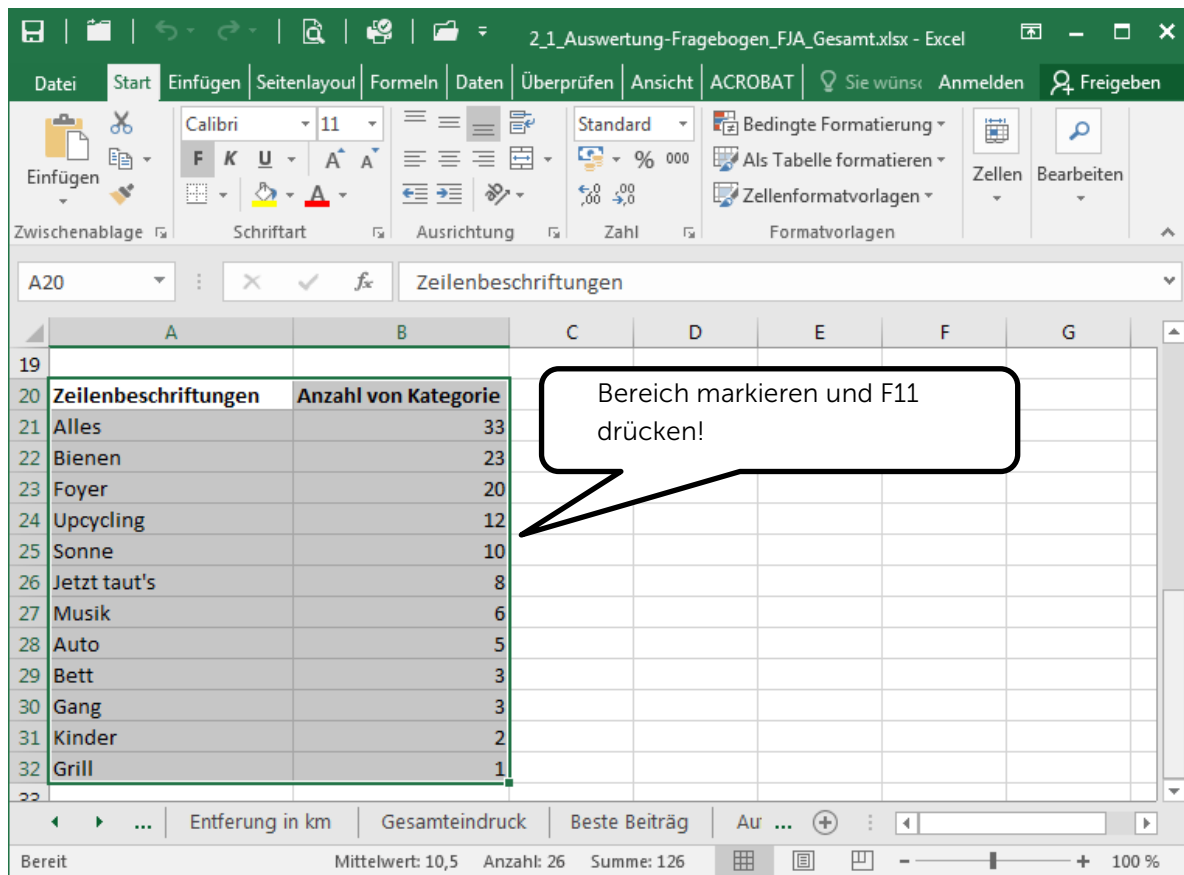 2_1_Auswertung-Fragebogen_FJA_Gesamt.xlsx - Excel
Datei Start Einfügen Seitenlayout Formeln Daten Überprüfen Ansicht ACROBAT Sie wünsc Anmelden Freigeben
Einfügen
Calibri 11
F K U A A A
Standard
% 000
,00 ,0
Bedingte Formatierung
Als Tabelle formatieren
Zellenformatvorlagen
Zellen
Bearbeiten
Zwischenablage Schriftart Ausrichtung Zahl Formatvorlagen
A20 fx Zeilenbeschriftungen
A B C D E F G
19
20 Zeilenbeschriftungen Anzahl von Kategorie
21 Alles 33
22 Bienen 23
23 Foyer 20
24 Upcycling 12
25 Sonne 10
26 Jetzt taut's 8
27 Musik 6
28 Auto 5
29 Bett 3
30 Gang 3
31 Kinder 2
32 Grill 1
33
Bereich markieren und F11
drücken!
... Entferung in km Gesamteindruck Beste Beiträg Au ...
Bereit Mittelwert: 10,5 Anzahl: 26 Summe: 126 - + 100 %